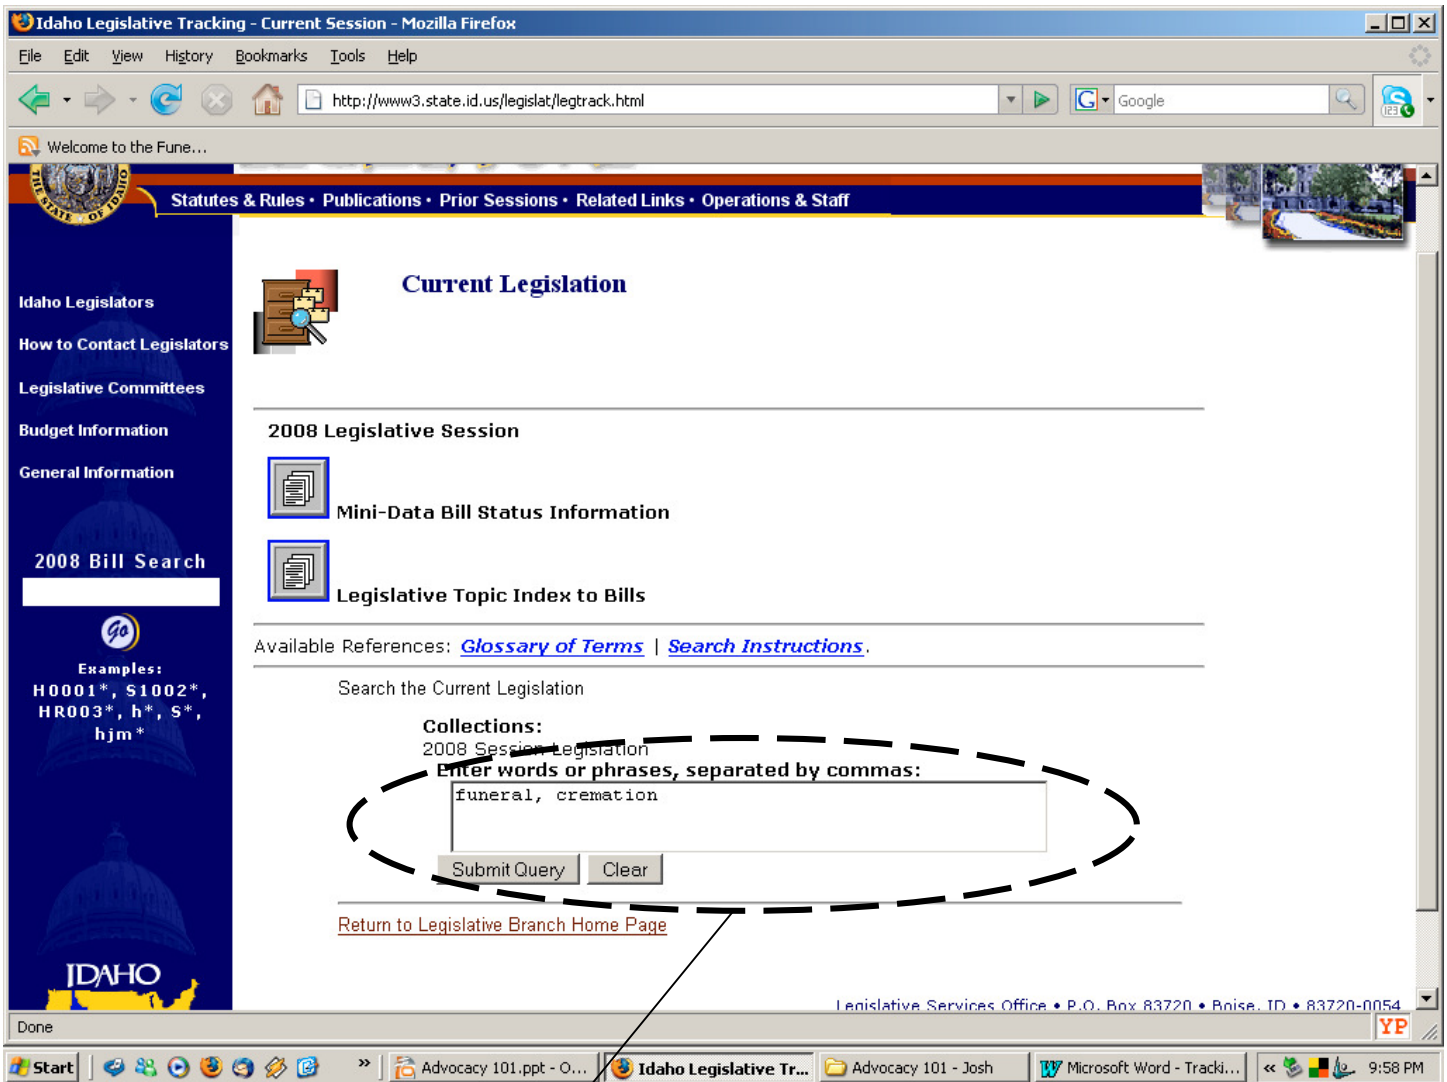 Idaho Legislative Tracking - Current Session - Mozilla Firefox
File Edit View History Bookmarks Tools Help
http://www3.state.id.us/legislat/legtrack.html
G Google
123
Welcome to the Fune...
THE STATE OF IDAHO
Statutes & Rules • Publications • Prior Sessions • Related Links • Operations & Staff
Current Legislation
Idaho Legislators
How to Contact Legislators
Legislative Committees
Budget Information
General Information
2008 Legislative Session
Mini-Data Bill Status Information
Legislative Topic Index to Bills
2008 Bill Search
Go
Examples:
H0001*, S1002*,
HR003*, h*, S*,
hjm*
Available References: Glossary of Terms | Search Instructions.
Search the Current Legislation
Collections:
2008 Session Legislation
Enter words or phrases, separated by commas:
funeral, cremation
Submit Query Clear
Return to Legislative Branch Home Page
IDAHO
Legislative Services Office • P.O. Box 83720 • Boise, ID • 83720-0054
Done
YP
Start » Advocacy 101.ppt - O... Idaho Legislative Tr... Advocacy 101 - Josh W Microsoft Word - Tracki... « 9:58 PM